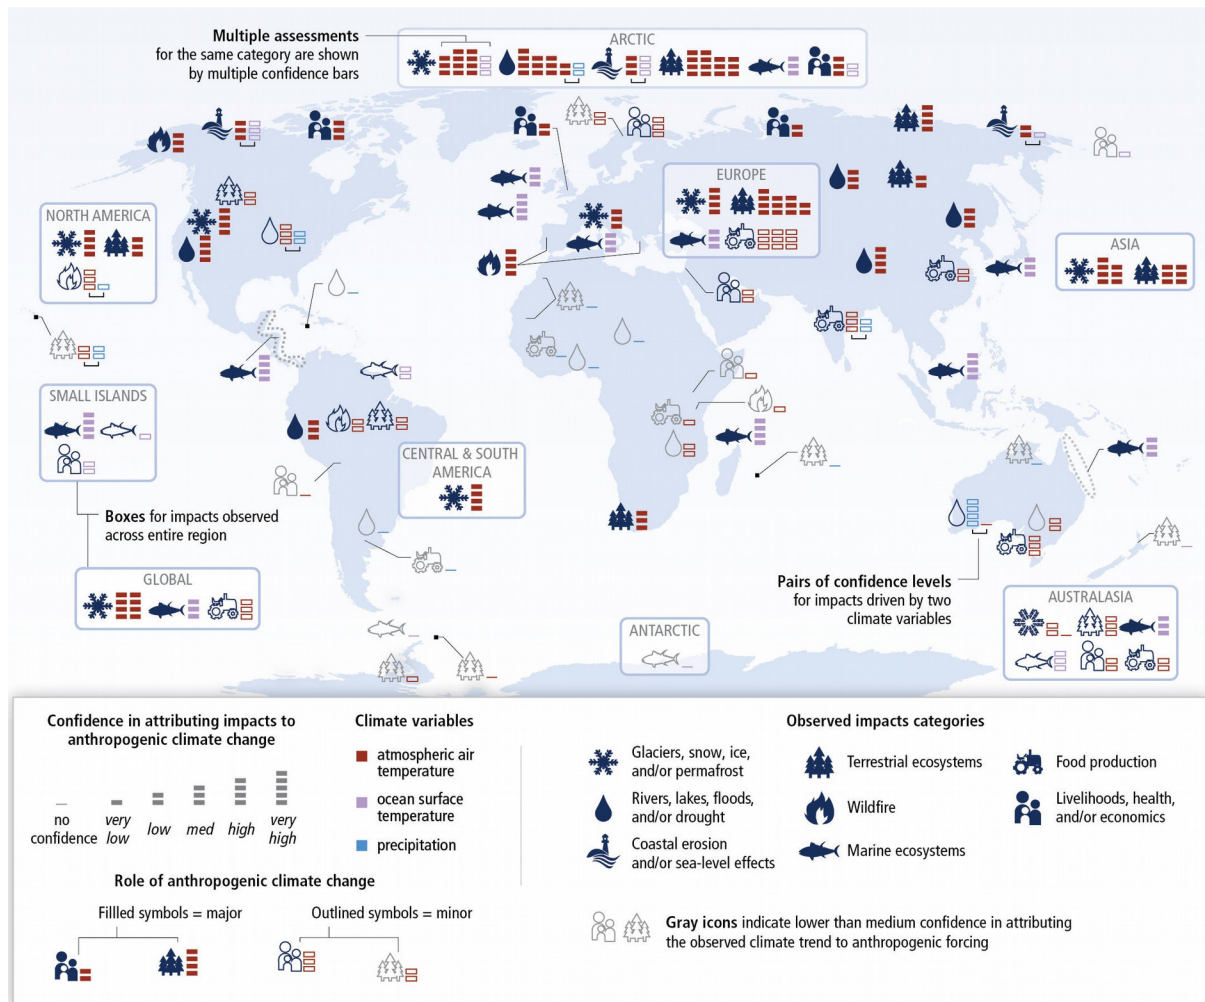 Multiple assessments
for the same category are shown
by multiple confidence bars
ARCTIC
EUROPE
NORTH AMERICA
ASIA
SMALL ISLANDS
CENTRAL & SOUTH
AMERICA
Boxes for impacts observed
across entire region
GLOBAL
Pairs of confidence levels
for impacts driven by two
climate variables
AUSTRALASIA
ANTARCTIC
Confidence in attributing impacts to
anthropogenic climate change
no
confidence
very
low
low
med
high
very
high
Climate variables
atmospheric air
temperature
ocean surface
temperature
precipitation
Role of anthropogenic climate change
Fillled symbols = major
Outlined symbols = minor
Observed impacts categories
Glaciers, snow, ice,
and/or permafrost
Rivers, lakes, floods,
and/or drought
Coastal erosion
and/or sea-level effects
Terrestrial ecosystems
Wildfire
Marine ecosystems
Food production
Livelihoods, health,
and/or economics
Gray icons indicate lower than medium confidence in attributing
the observed climate trend to anthropogenic forcing